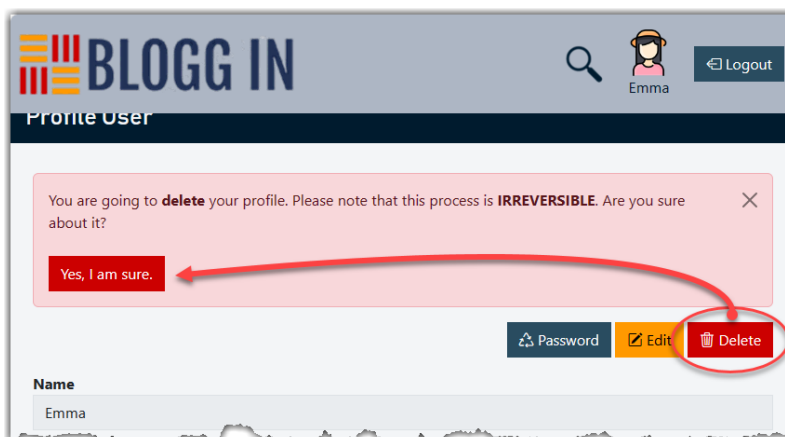 BLOGG IN
Emma
Logout
Profile User
You are going to delete your profile. Please note that this process is IRREVERSIBLE. Are you sure
about it?
Yes, I am sure.
Password
Edit
Delete
Name
Emma